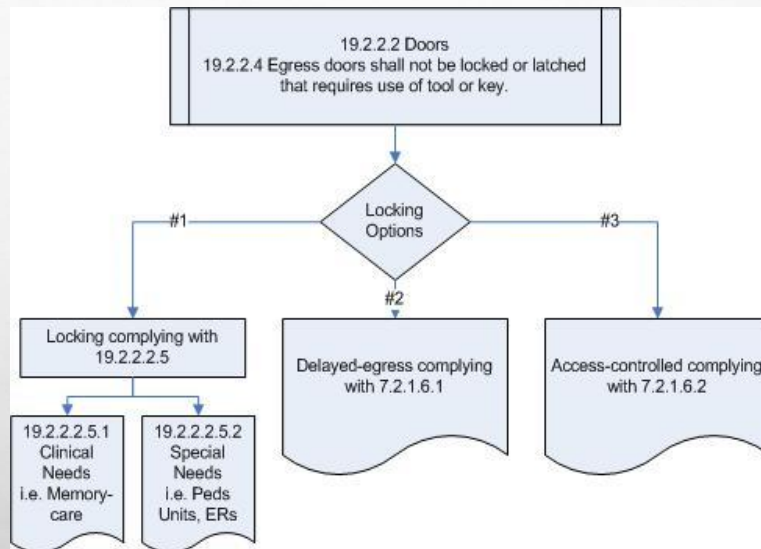 19.2.2.2 Doors
19.2.2.4 Egress doors shall not be locked or latched
that requires use of tool or key.
Locking
Options
#1
#2
#3
Locking complying with
19.2.2.2.5
Delayed-egress complying
with 7.2.1.6.1
Access-controlled complying
with 7.2.1.6.2
19.2.2.2.5.1
Clinical
Needs
i.e. Memory-
care
19.2.2.2.5.2
Special
Needs
i.e. Peds
Units, ERs